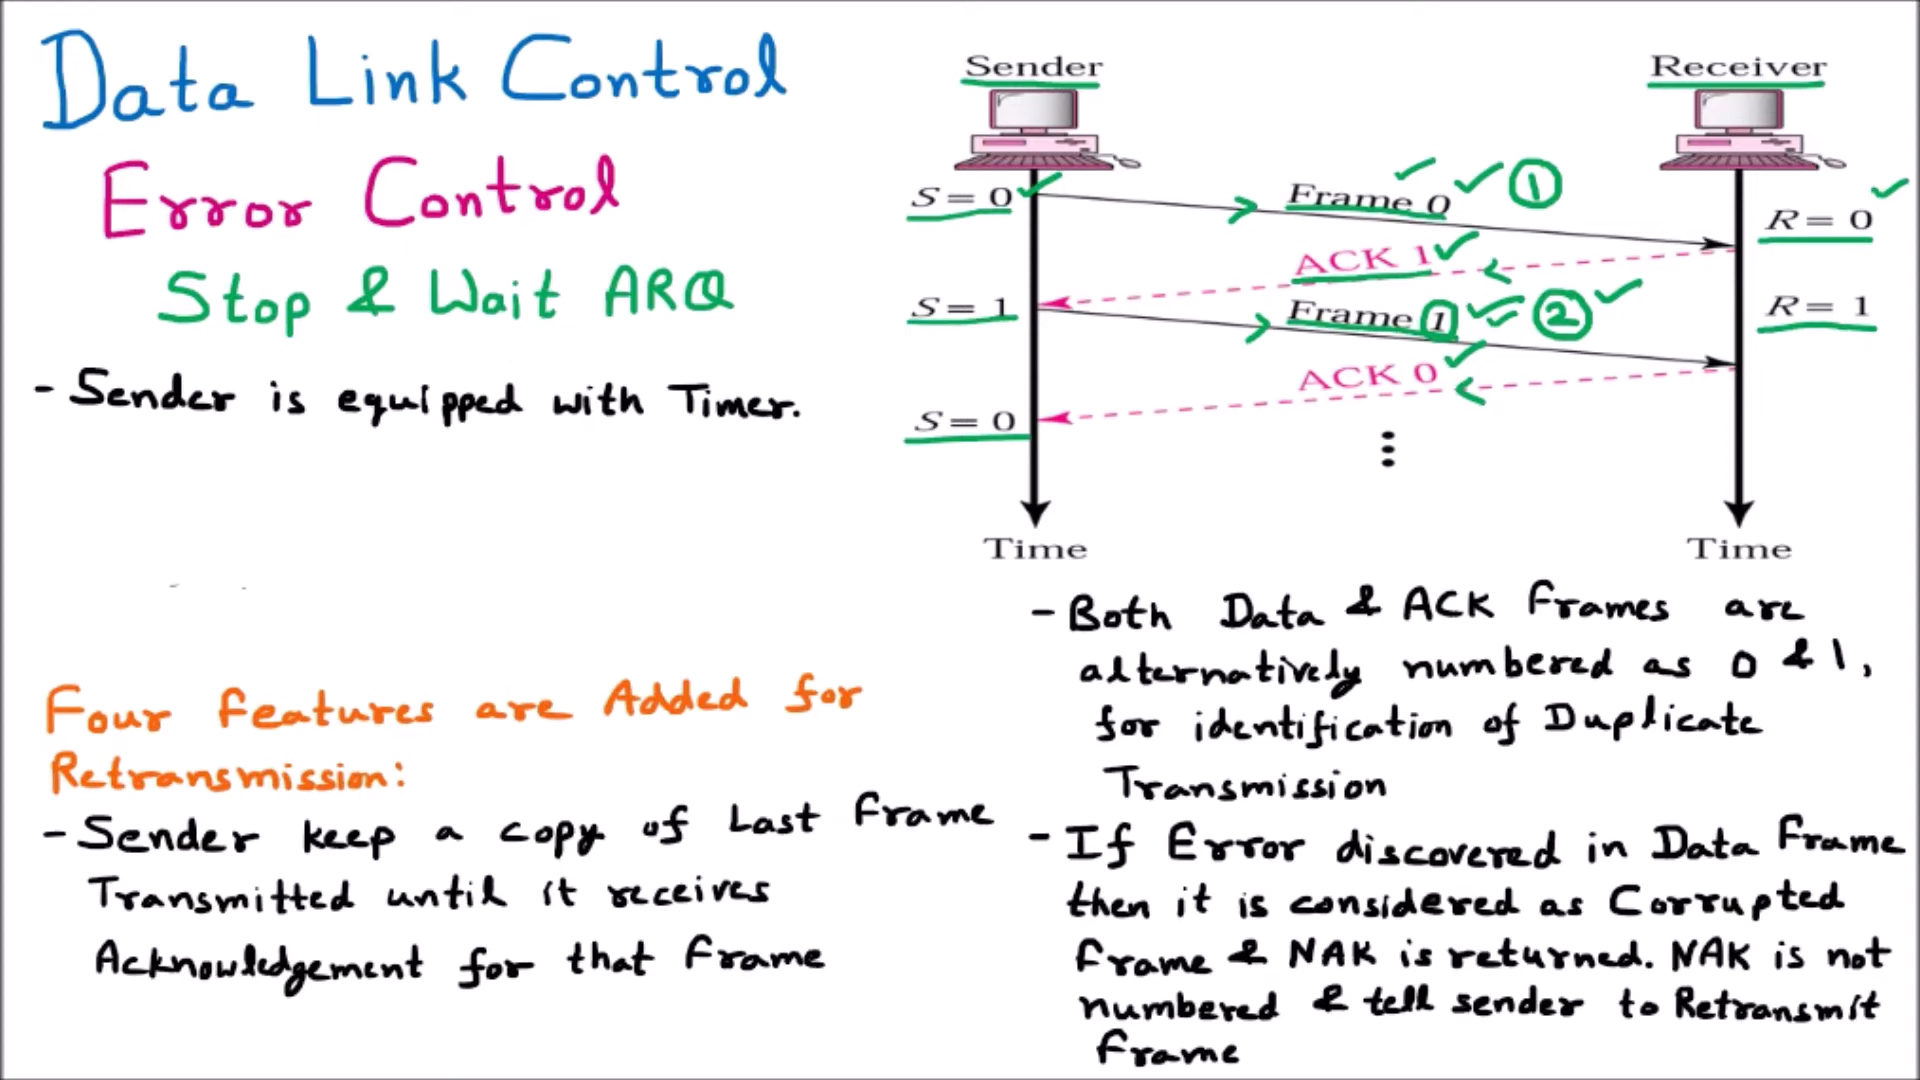 Data Link Control
Error Control
Stop & Wait ARQ
- Sender is equipped with Timer.
Four features are Added for
Retransmission:
- Sender keep a copy of Last frame
Transmitted until it receives
Acknowledgement for that frame
Sender
Receiver
S = 0
Frame 0
1
R = 0
ACK 1
S = 1
Frame 1
2
R = 1
ACK 0
S = 0
Time
Time
- Both Data & ACK frames are
alternatively numbered as 0 & 1,
for identification of Duplicate
Transmission
- If Error discovered in Data Frame
then it is considered as Corrupted
frame & NAK is returned. NAK is not
numbered & tell sender to Retransmit
frame